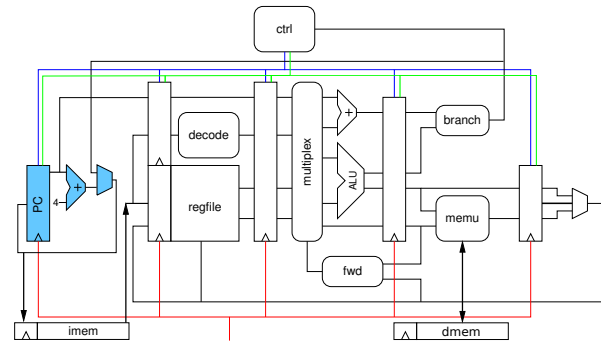 ctrl
+
branch
decode
multiplex
ALU
PC
+
4
regfile
memu
fwd
imem
dmem